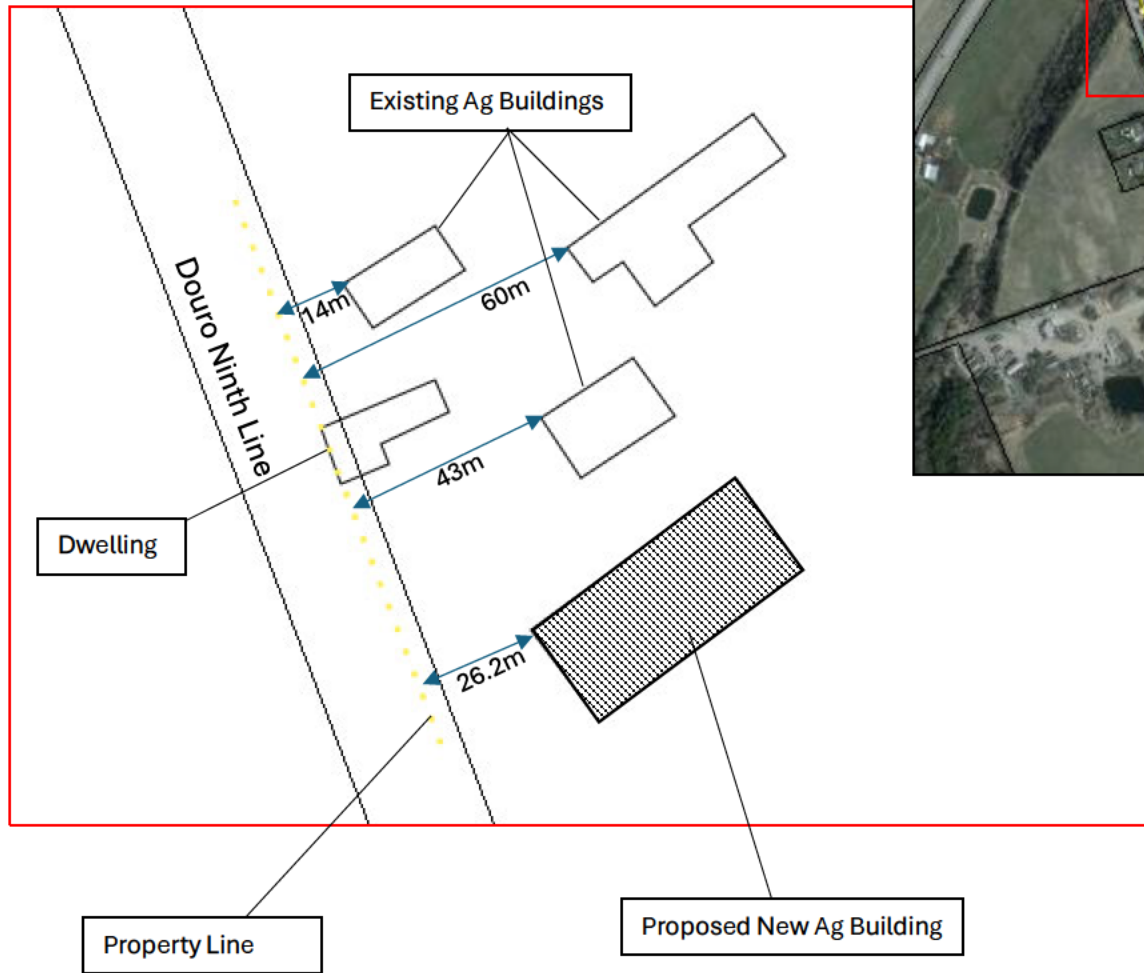 Existing Ag Buildings
Douro Ninth Line
14m
60m
43m
Dwelling
26.2m
Property Line
Proposed New Ag Building